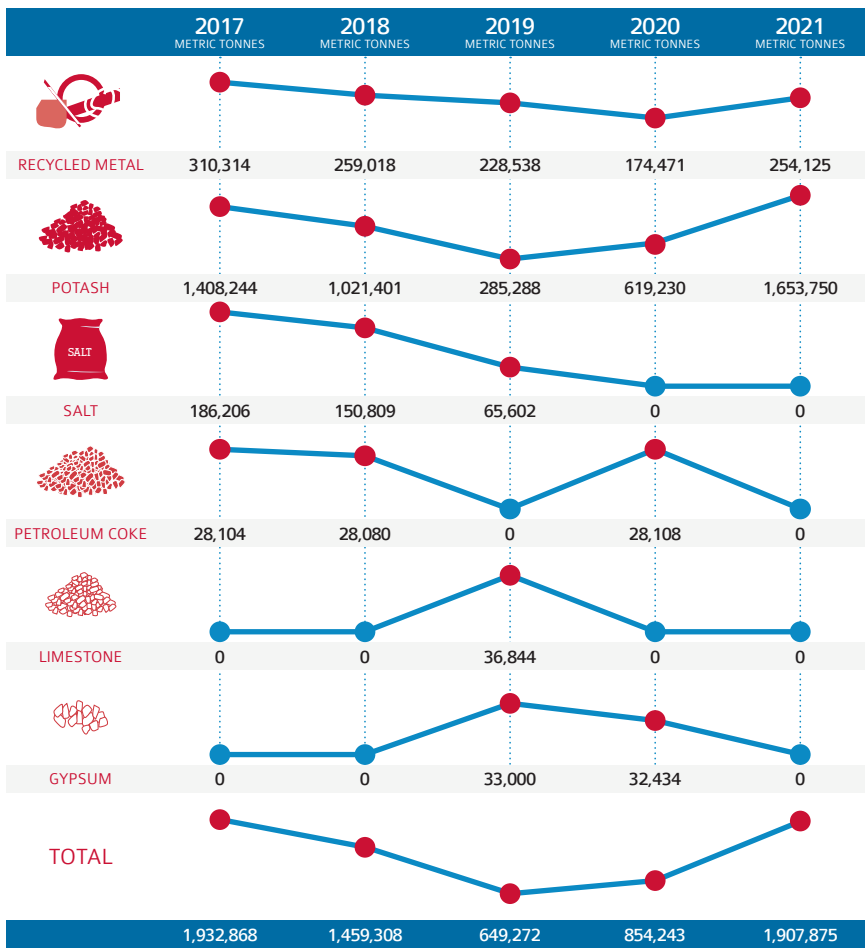 2017 2018 2019 2020 2021
METRIC TONNES METRIC TONNES METRIC TONNES METRIC TONNES METRIC TONNES
RECYCLED METAL 310,314 259,018 228,538 174,471 254,125
POTASH 1,408,244 1,021,401 285,288 619,230 1,653,750
SALT
SALT 186,206 150,809 65,602 0 0
PETROLEUM COKE 28,104 28,080 0 28,108 0
LIMESTONE 0 0 36,844 0 0
GYPSUM 0 0 33,000 32,434 0
TOTAL
1,932,868 1,459,308 649,272 854,243 1,907,875